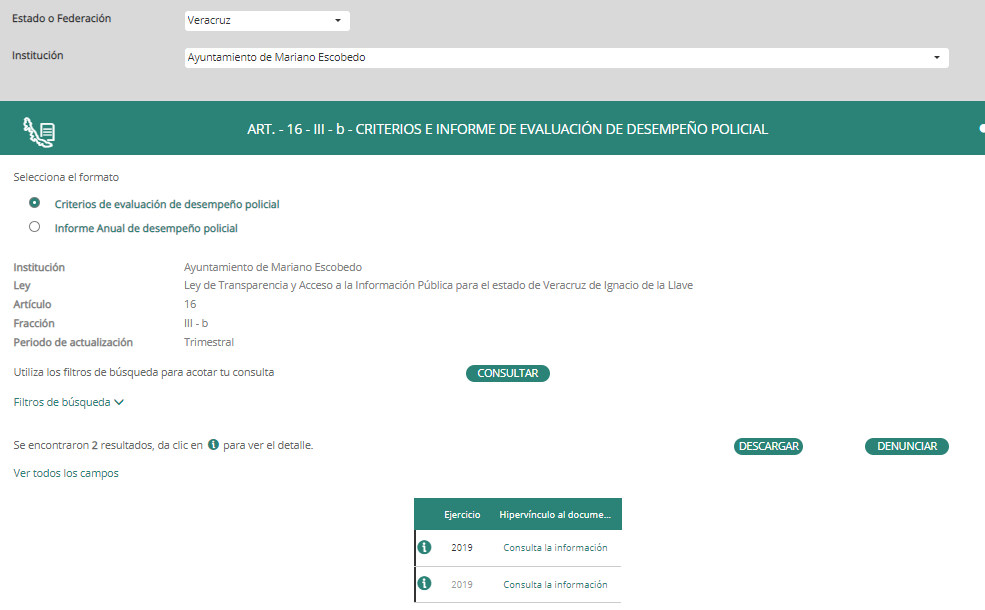 Estado o Federación Veracruz
Institución Ayuntamiento de Mariano Escobedo
ART. - 16 - III - b - CRITERIOS E INFORME DE EVALUACIÓN DE DESEMPEÑO POLICIAL
Selecciona el formato
Criterios de evaluación de desempeño policial
Informe Anual de desempeño policial
Institución Ayuntamiento de Mariano Escobedo
Ley Ley de Transparencia y Acceso a la Información Pública para el estado de Veracruz de Ignacio de la Llave
Artículo 16
Fracción III - b
Periodo de actualización Trimestral
Utiliza los filtros de búsqueda para acotar tu consulta CONSULTAR
Filtros de búsqueda
Se encontraron 2 resultados, da clic en i para ver el detalle. DESCARGAR DENUNCIAR
Ver todos los campos
Ejercicio Hipervínculo al docume...
i 2019 Consulta la información
i 2019 Consulta la información